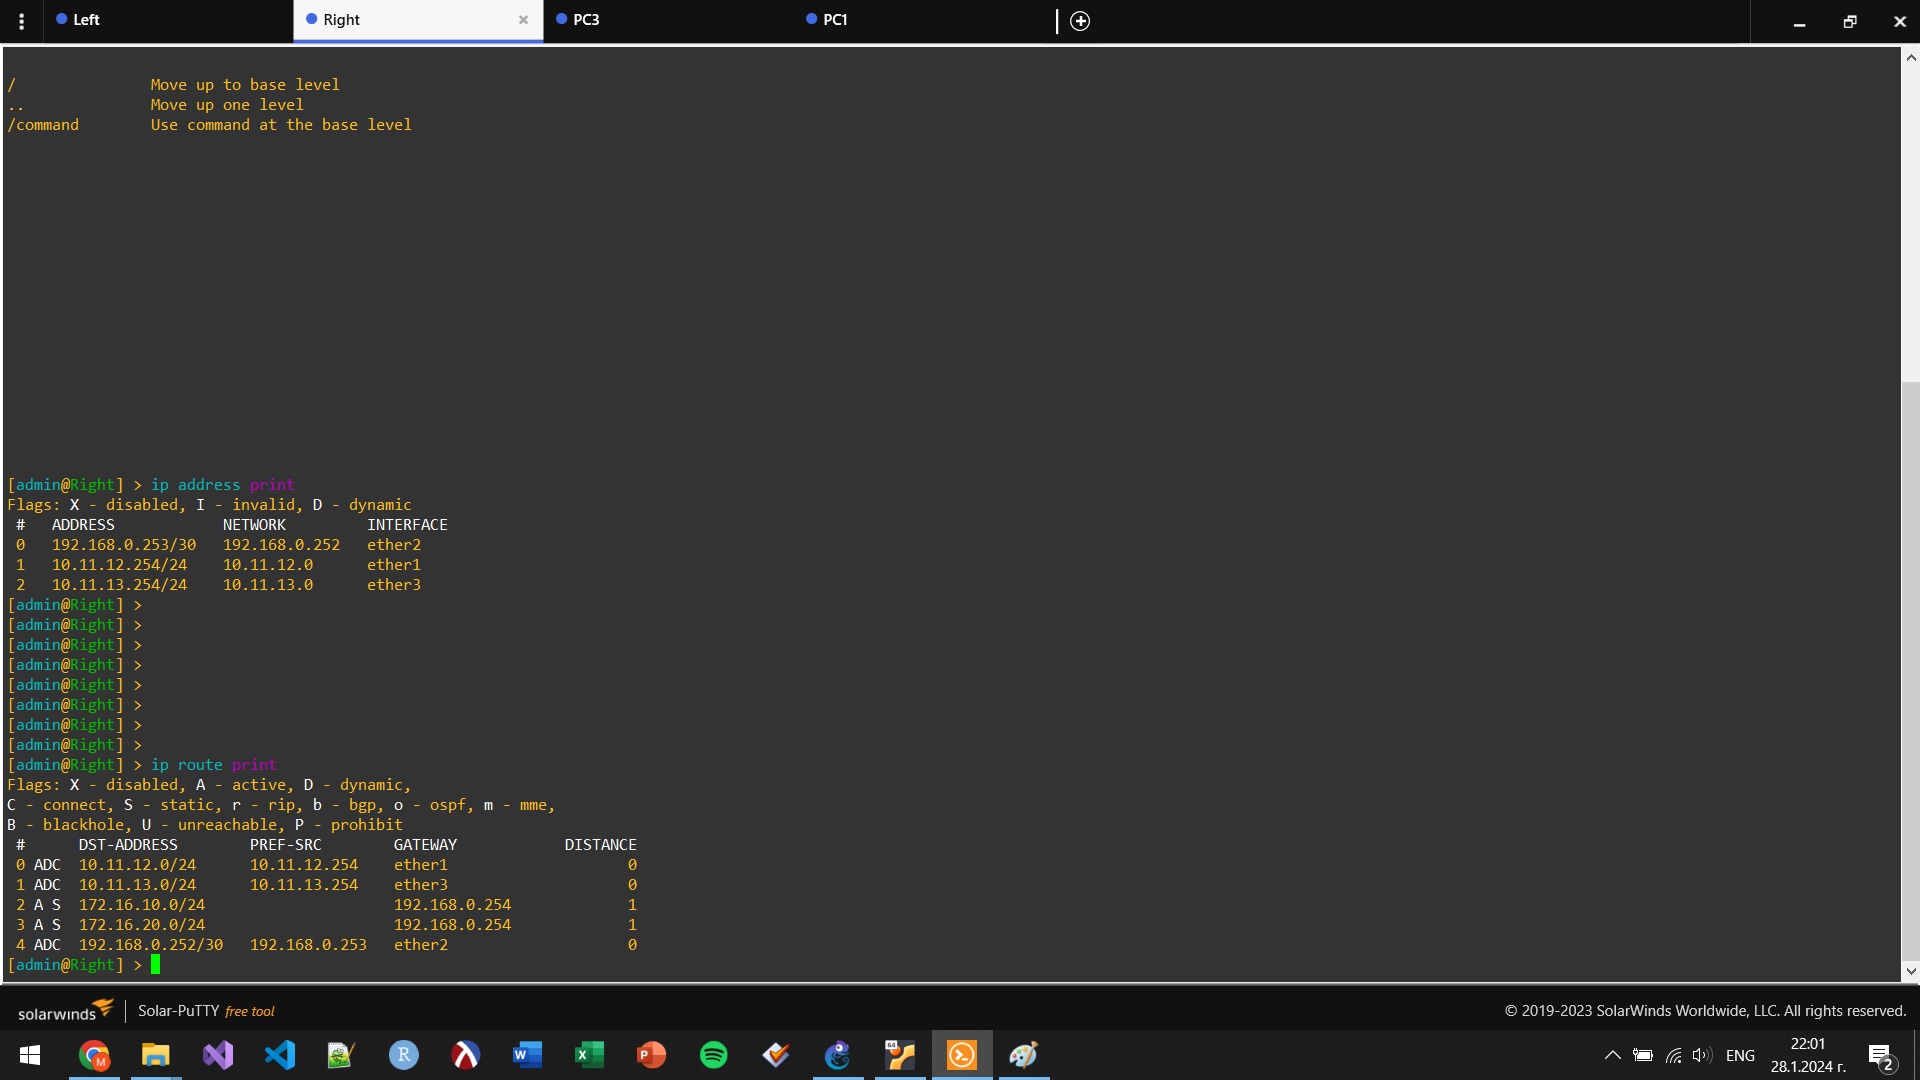 Left
Right
PC3
PC1
/               Move up to base level
..              Move up one level
/command        Use command at the base level
[admin@Right] > ip address print
Flags: X - disabled, I - invalid, D - dynamic
 #   ADDRESS            NETWORK         INTERFACE
 0   192.168.0.253/30   192.168.0.252   ether2
 1   10.11.12.254/24    10.11.12.0      ether1
 2   10.11.13.254/24    10.11.13.0      ether3
[admin@Right] >
[admin@Right] >
[admin@Right] >
[admin@Right] >
[admin@Right] >
[admin@Right] >
[admin@Right] >
[admin@Right] >
[admin@Right] > ip route print
Flags: X - disabled, A - active, D - dynamic,
C - connect, S - static, r - rip, b - bgp, o - ospf, m - mme,
B - blackhole, U - unreachable, P - prohibit
 #      DST-ADDRESS        PREF-SRC        GATEWAY            DISTANCE
 0 ADC  10.11.12.0/24      10.11.12.254    ether1                    0
 1 ADC  10.11.13.0/24      10.11.13.254    ether3                    0
 2 A S  172.16.10.0/24                     192.168.0.254             1
 3 A S  172.16.20.0/24                     192.168.0.254             1
 4 ADC  192.168.0.252/30   192.168.0.253   ether2                    0
[admin@Right] >
solarwinds
Solar-PuTTY free tool
© 2019-2023 SolarWinds Worldwide, LLC. All rights reserved.
M
R
W
X
P
64
ENG
22:01
28.1.2024 г.
2